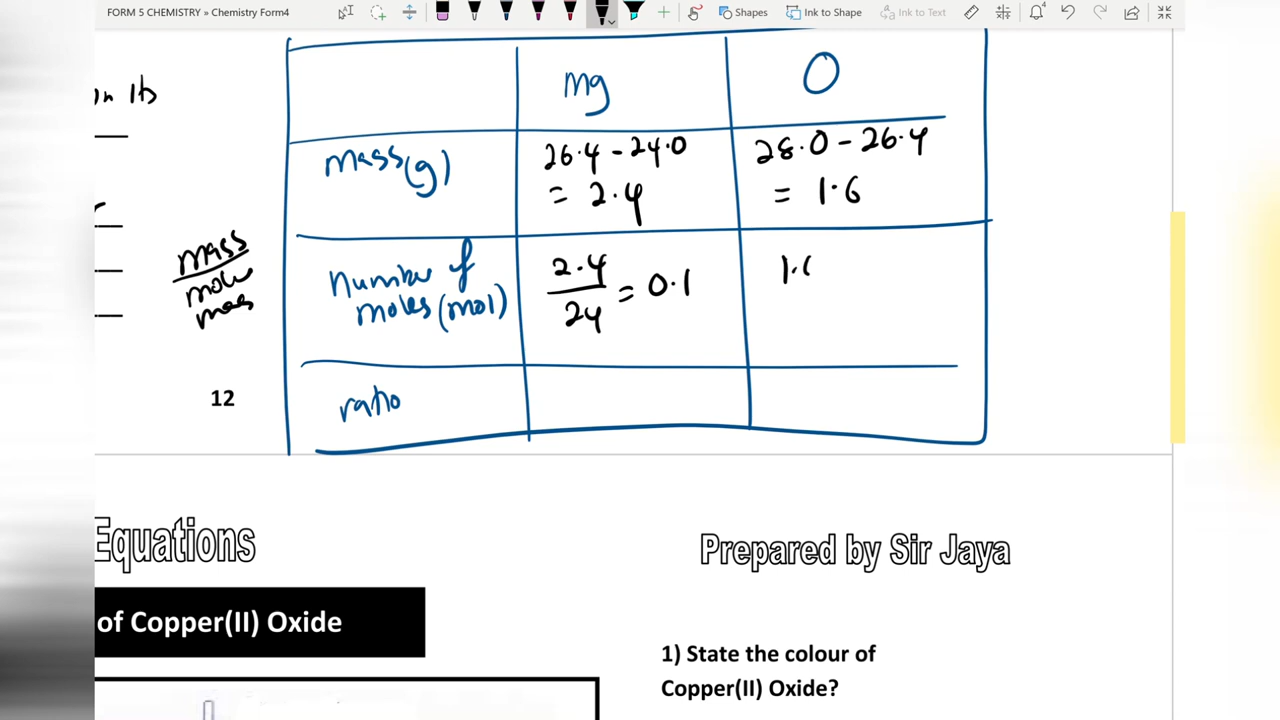 FORM 5 CHEMISTRY » Chemistry Form4
Shapes
Ink to Shape
Ink to Text
on its
Mg O
mass (g) 26.4 - 24.0 28.0 - 26.4
= 2.4 = 1.6
mass
molar
mass
number of
moles (mol)
2.4
24
= 0.1
1.
ratio
12
Equations
Prepared by Sir Jaya
of Copper(II) Oxide
1) State the colour of
Copper(II) Oxide?